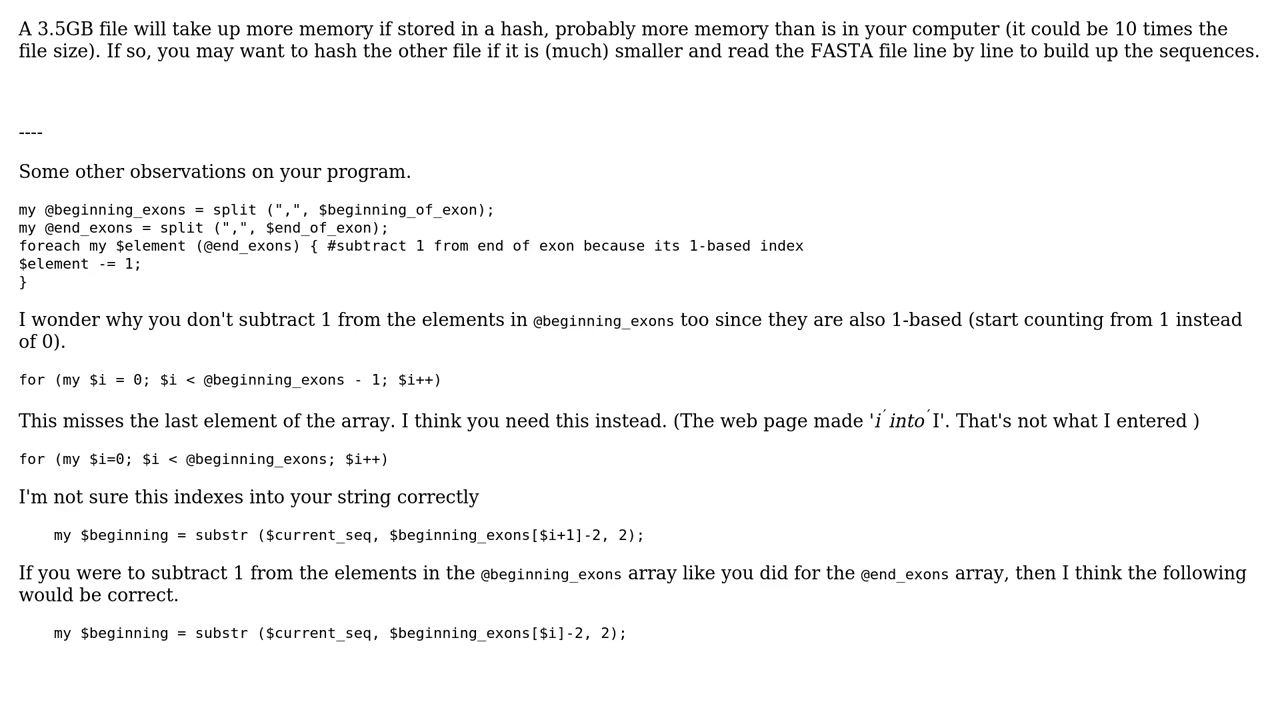 A 3.5GB file will take up more memory if stored in a hash, probably more memory than is in your computer (it could be 10 times the
file size). If so, you may want to hash the other file if it is (much) smaller and read the FASTA file line by line to build up the sequences.
----
Some other observations on your program.
my @beginning_exons = split (",", $beginning_of_exon);
my @end_exons = split (",", $end_of_exon);
foreach my $element (@end_exons) { #subtract 1 from end of exon because its 1-based index
$element -= 1;
}
I wonder why you don't subtract 1 from the elements in @beginning_exons too since they are also 1-based (start counting from 1 instead
of 0).
for (my $i = 0; $i < @beginning_exons - 1; $i++)
This misses the last element of the array. I think you need this instead. (The web page made 'i′ into′I'. That's not what I entered )
for (my $i=0; $i < @beginning_exons; $i++)
I'm not sure this indexes into your string correctly
my $beginning = substr ($current_seq, $beginning_exons[$i+1]-2, 2);
If you were to subtract 1 from the elements in the @beginning_exons array like you did for the @end_exons array, then I think the following
would be correct.
my $beginning = substr ($current_seq, $beginning_exons[$i]-2, 2);